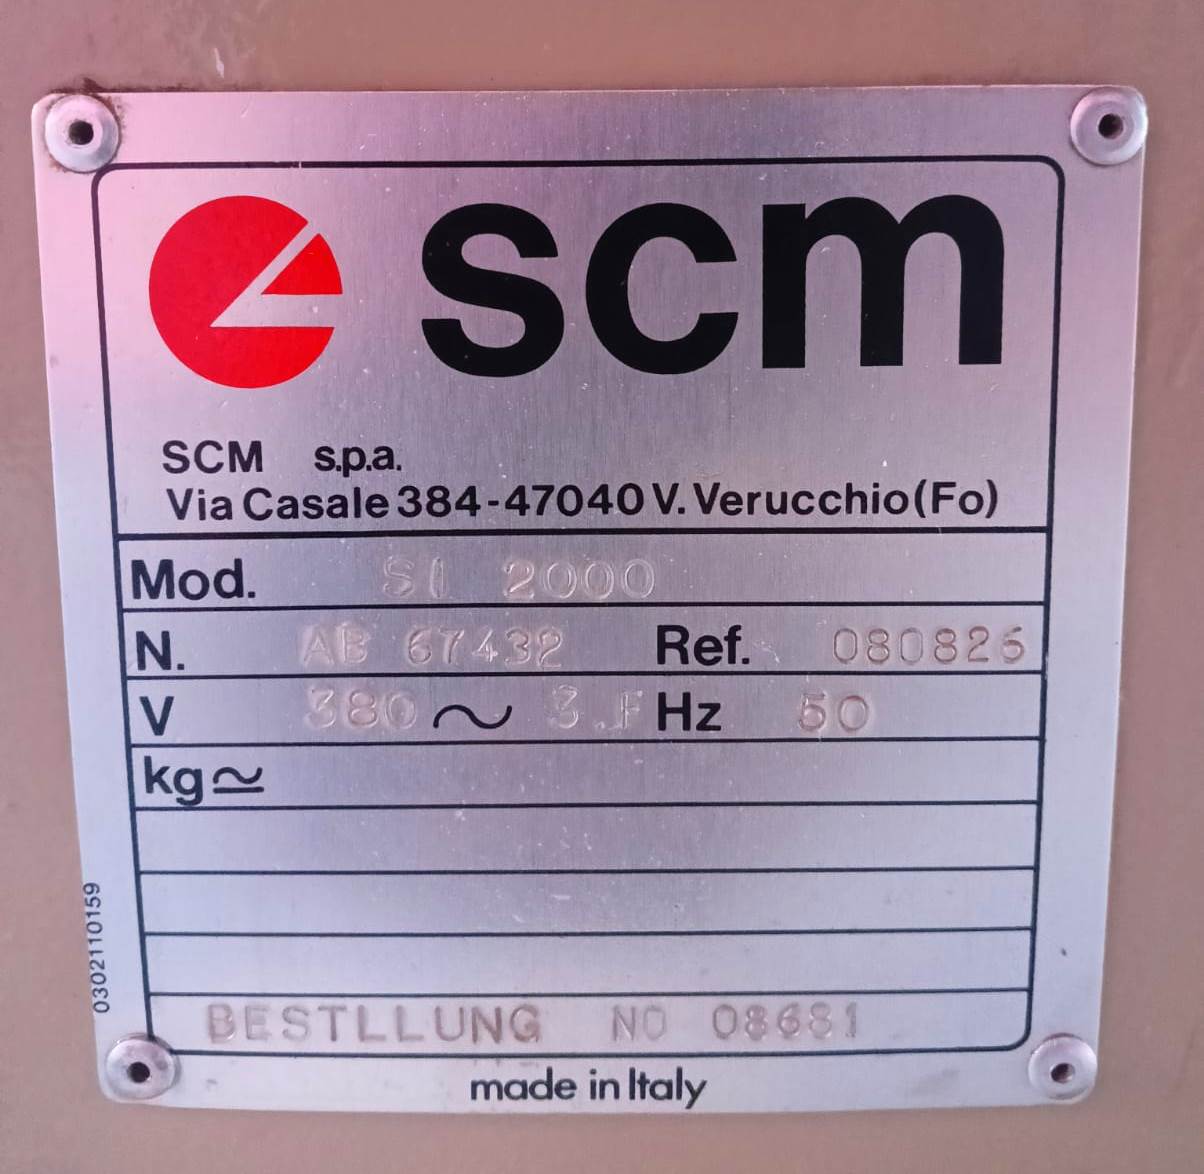 scm
SCM s.p.a.
Via Casale 384-47040 V. Verucchio (Fo)
Mod. SI 2000
N. AB 67432 Ref. 080826
V 380 ~ 3.F Hz 50
kg ≃
0302110159
BESTLLUNG NO 08681
made in Italy